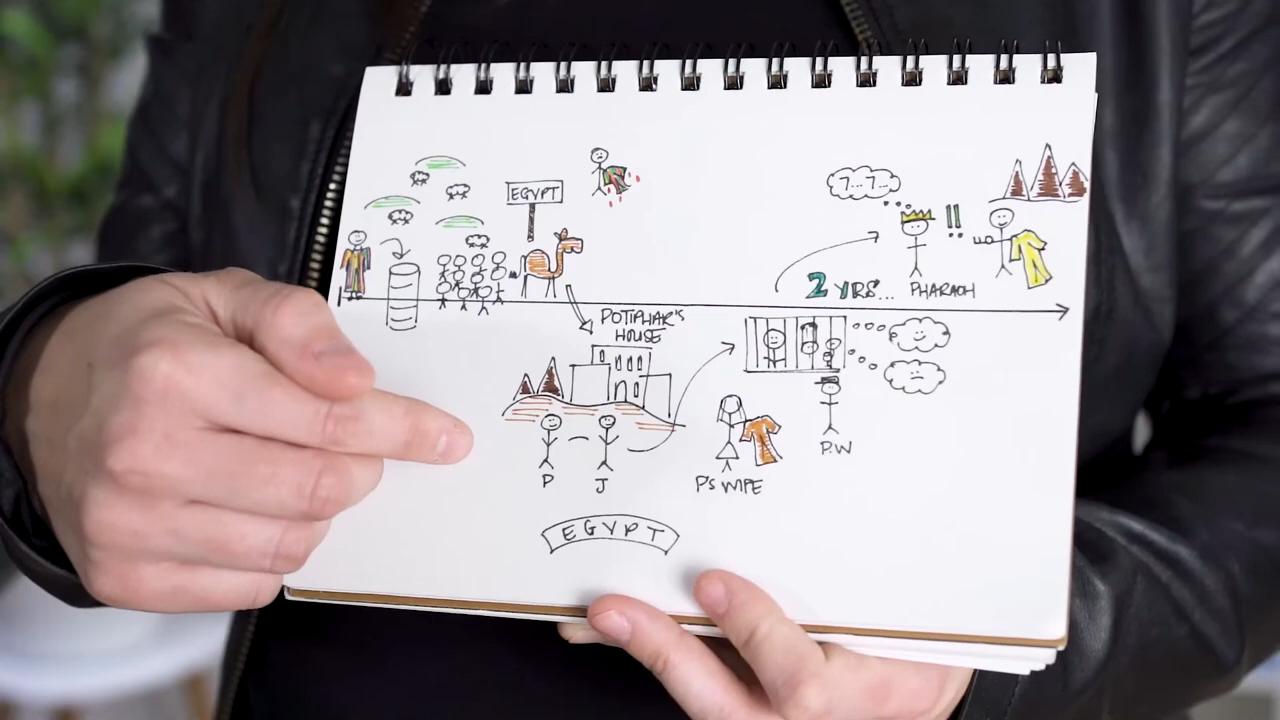 EGYPT
7...7...
!!
2 YRS...
PHARAOH
POTIPHAR'S
HOUSE
P
J
P'S WIFE
P.W
EGYPT